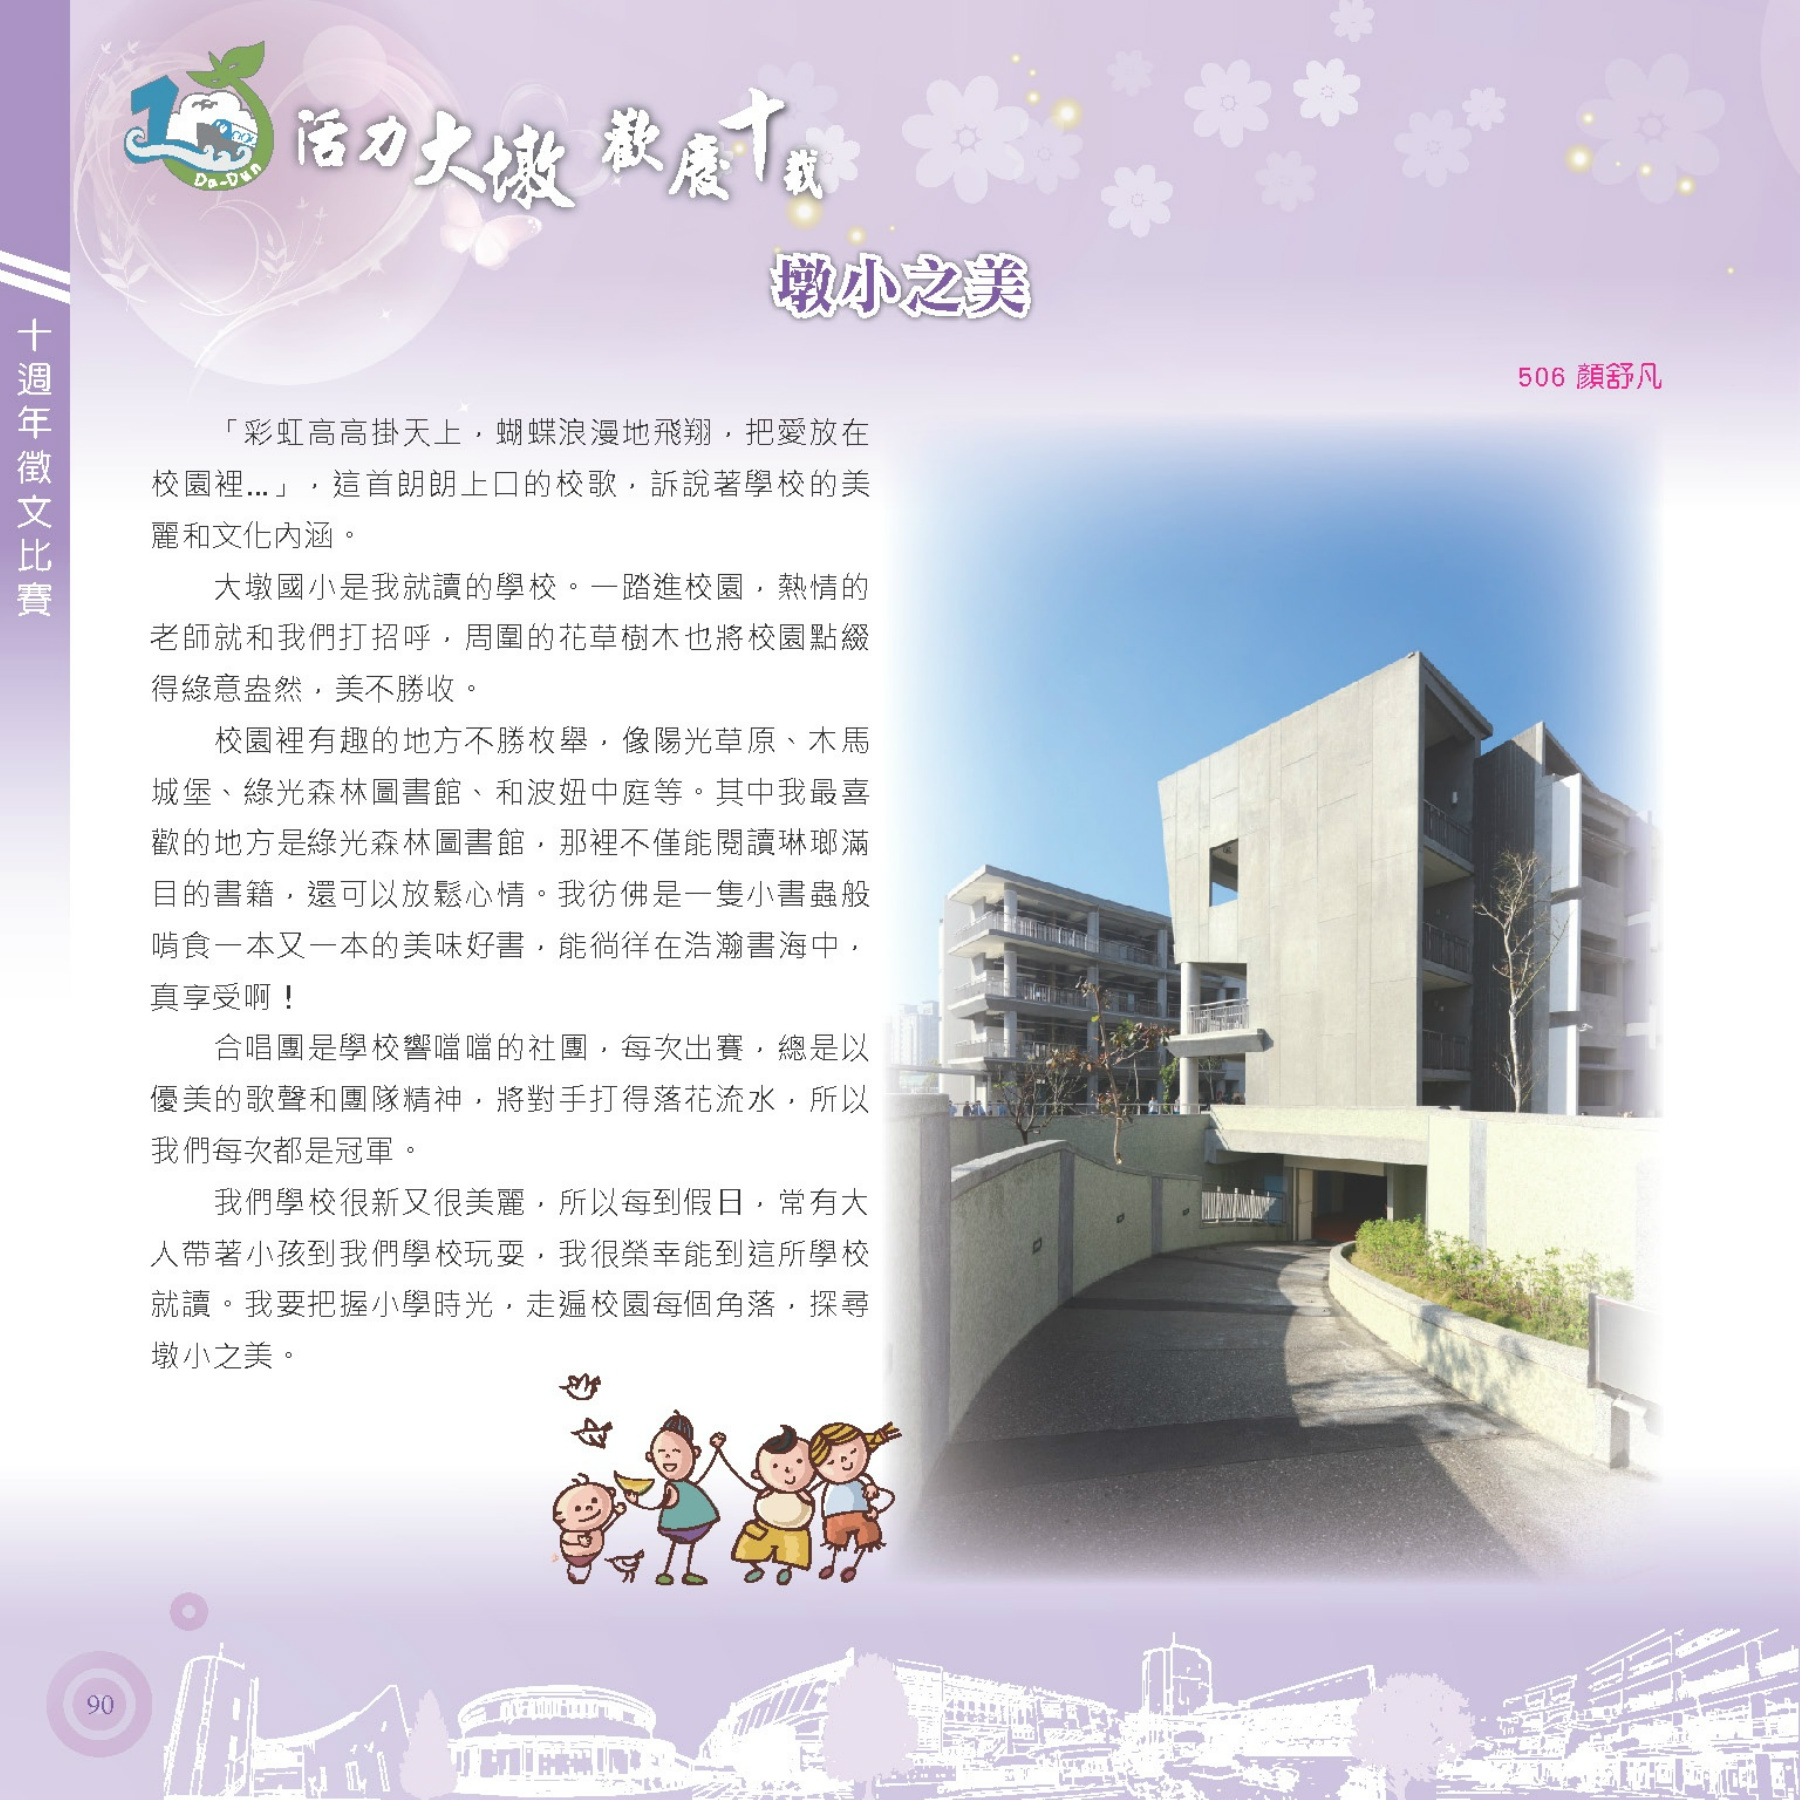 Da-Dun
活力大墩 歡慶十載
墩小之美
十週年徵文比賽
506 顏舒凡
「彩虹高高掛天上，蝴蝶浪漫地飛翔，把愛放在
校園裡...」，這首朗朗上口的校歌，訴說著學校的美
麗和文化內涵。
大墩國小是我就讀的學校。一踏進校園，熱情的
老師就和我們打招呼，周圍的花草樹木也將校園點綴
得綠意盎然，美不勝收。
校園裡有趣的地方不勝枚舉，像陽光草原、木馬
城堡、綠光森林圖書館、和波妞中庭等。其中我最喜
歡的地方是綠光森林圖書館，那裡不僅能閱讀琳瑯滿
目的書籍，還可以放鬆心情。我彷彿是一隻小書蟲般
啃食一本又一本的美味好書，能徜徉在浩瀚書海中，
真享受啊！
合唱團是學校響噹噹的社團，每次出賽，總是以
優美的歌聲和團隊精神，將對手打得落花流水，所以
我們每次都是冠軍。
我們學校很新又很美麗，所以每到假日，常有大
人帶著小孩到我們學校玩耍，我很榮幸能到這所學校
就讀。我要把握小學時光，走遍校園每個角落，探尋
墩小之美。
90